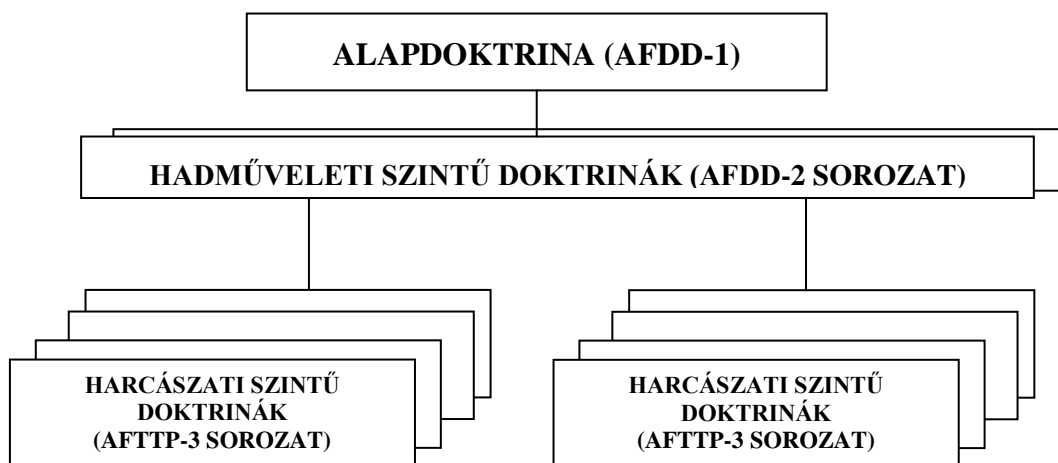 ALAPDOKTRINA (AFDD-1)
HADMŰVELETI SZINTŰ DOKTRINÁK (AFDD-2 SOROZAT)
HARCÁSZATI SZINTŰ
DOKTRINÁK
(AFTTP-3 SOROZAT)
HARCÁSZATI SZINTŰ
DOKTRINÁK
(AFTTP-3 SOROZAT)